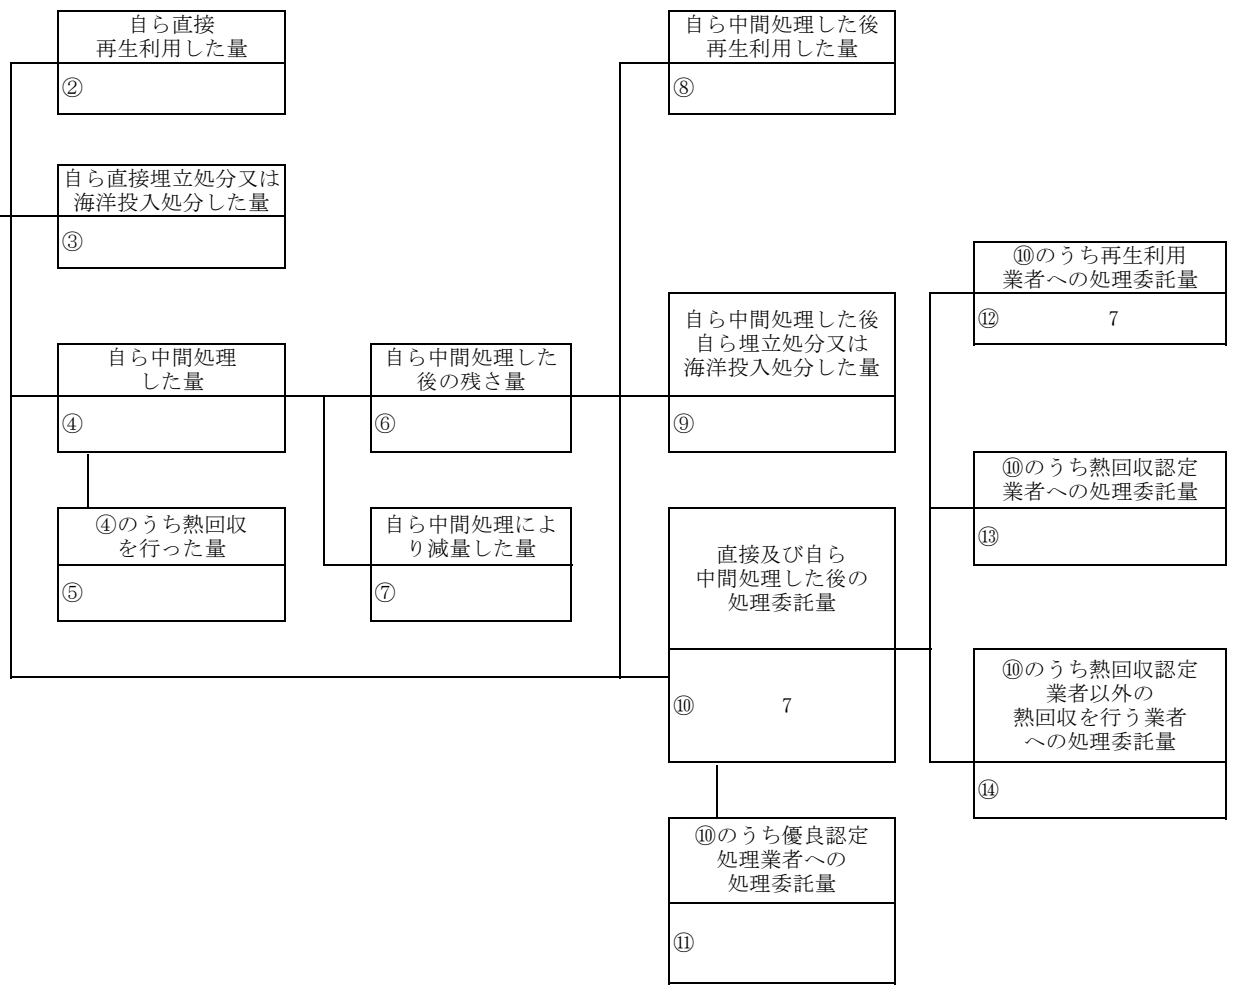 自ら直接
再生利用した量
②
自ら直接埋立処分又は
海洋投入処分した量
③
自ら中間処理
した量
④
④のうち熱回収
を行った量
⑤
自ら中間処理した
後の残さ量
⑥
自ら中間処理によ
り減量した量
⑦
自ら中間処理した後
再生利用した量
⑧
自ら中間処理した後
自ら埋立処分又は
海洋投入処分した量
⑨
直接及び自ら
中間処理した後の
処理委託量
⑩ 7
⑩のうち優良認定
処理業者への
処理委託量
⑪
⑩のうち再生利用
業者への処理委託量
⑫ 7
⑩のうち熱回収認定
業者への処理委託量
⑬
⑩のうち熱回収認定
業者以外の
熱回収を行う業者
への処理委託量
⑭